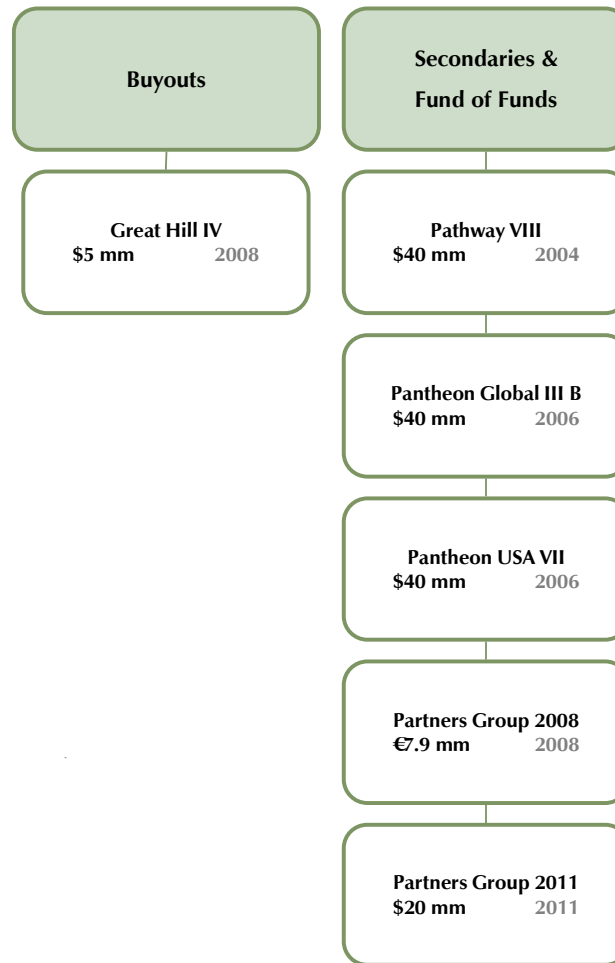 Buyouts
Great Hill IV
$5 mm 2008
Secondaries &
Fund of Funds
Pathway VIII
$40 mm 2004
Pantheon Global III B
$40 mm 2006
Pantheon USA VII
$40 mm 2006
Partners Group 2008
€7.9 mm 2008
Partners Group 2011
$20 mm 2011